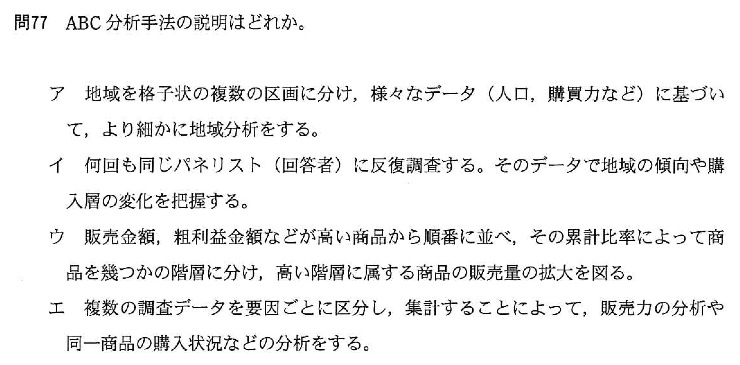 問77 ABC分析手法の説明はどれか。
ア 地域を格子状の複数の区画に分け，様々なデータ（人口，購買力など）に基づい
て，より細かに地域分析をする。
イ 何回も同じパネリスト（回答者）に反復調査する。そのデータで地域の傾向や購
入層の変化を把握する。
ウ 販売金額，粗利益金額などが高い商品から順番に並べ，その累計比率によって商
品を幾つかの階層に分け，高い階層に属する商品の販売量の拡大を図る。
エ 複数の調査データを要因ごとに区分し，集計することによって，販売力の分析や
同一商品の購入状況などの分析をする。